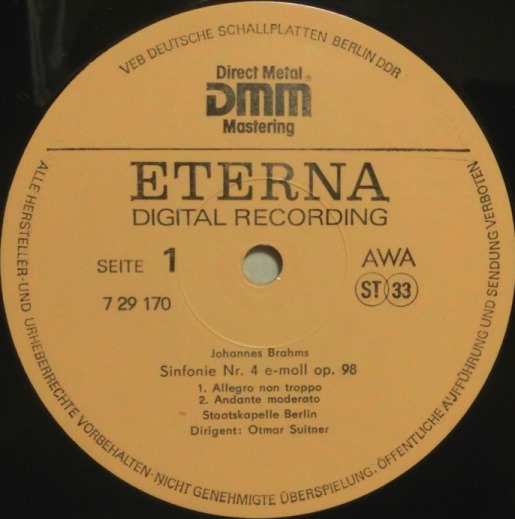 VEB DEUTSCHE SCHALLPLATTEN BERLIN DDR
Direct Metal
DMM
Mastering
ETERNA
DIGITAL RECORDING
SEITE 1
AWA
7 29 170
ST 33
Johannes Brahms
Sinfonie Nr. 4 e-moll op. 98
1. Allegro non troppo
2. Andante moderato
Staatskapelle Berlin
Dirigent: Otmar Suitner
ALLE HERSTELLER- UND URHEBERRECHTE VORBEHALTEN · NICHT GENEHMIGTE ÜBERSPIELUNG, ÖFFENTLICHE AUFFÜHRUNG UND SENDUNG VERBOTEN